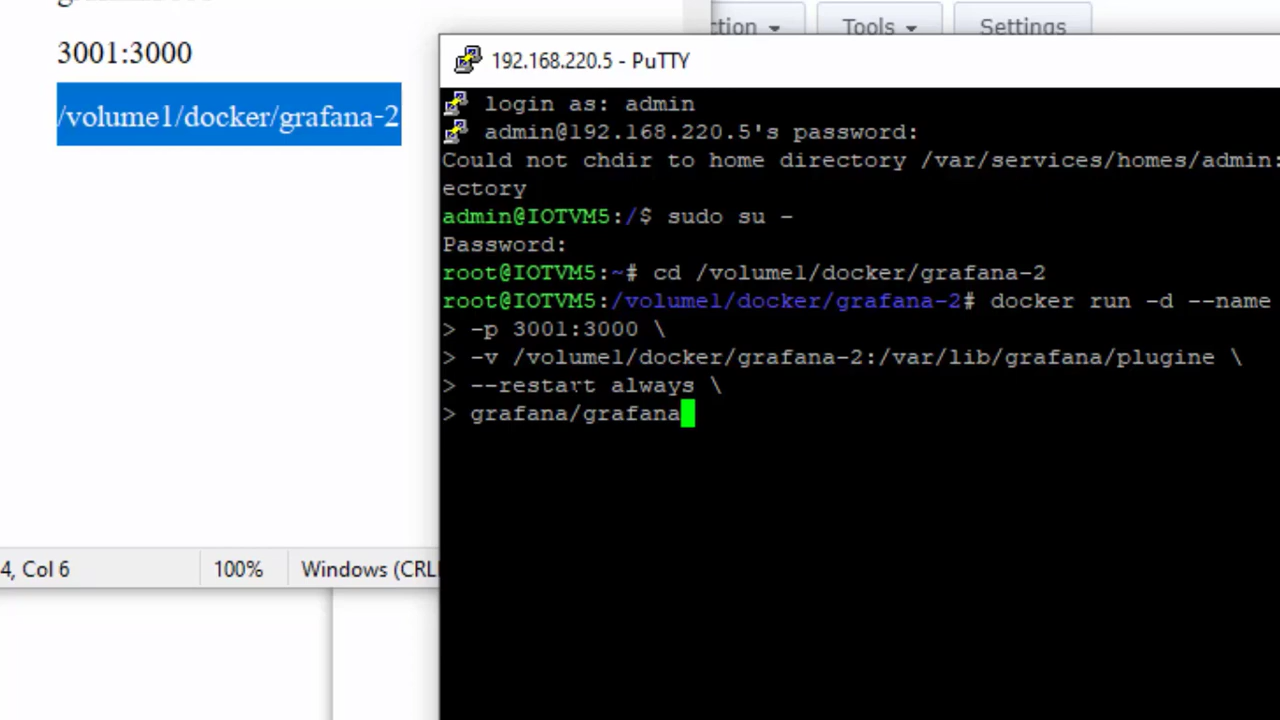 3001:3000
/volume1/docker/grafana-2
4, Col 6
100%
Windows (CRL
ction
Tools
Settings
192.168.220.5 - PuTTY
login as: admin
admin@192.168.220.5's password:
Could not chdir to home directory /var/services/homes/admin:
ectory
admin@IOTVM5:/$ sudo su -
Password:
root@IOTVM5:~# cd /volume1/docker/grafana-2
root@IOTVM5:/volume1/docker/grafana-2# docker run -d --name
> -p 3001:3000 \
> -v /volume1/docker/grafana-2:/var/lib/grafana/plugine \
> --restart always \
> grafana/grafana